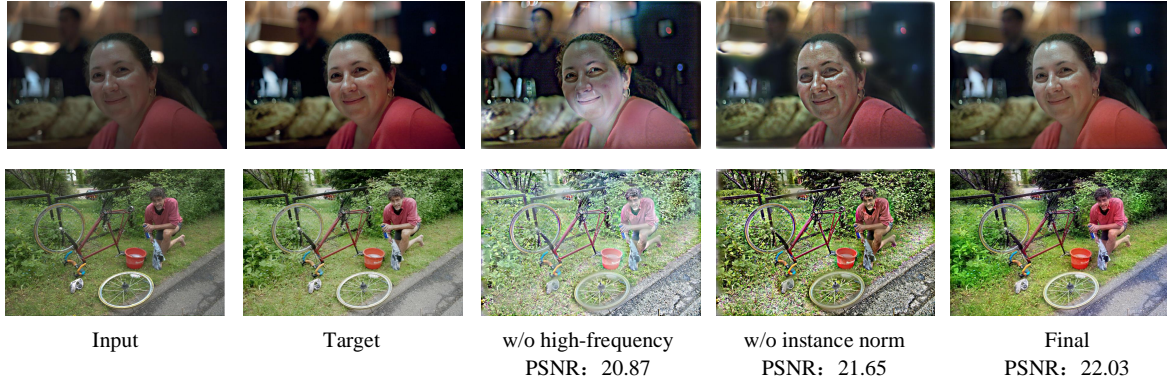 Input
Target
w/o high-frequency
PSNR：20.87
w/o instance norm
PSNR：21.65
Final
PSNR：22.03